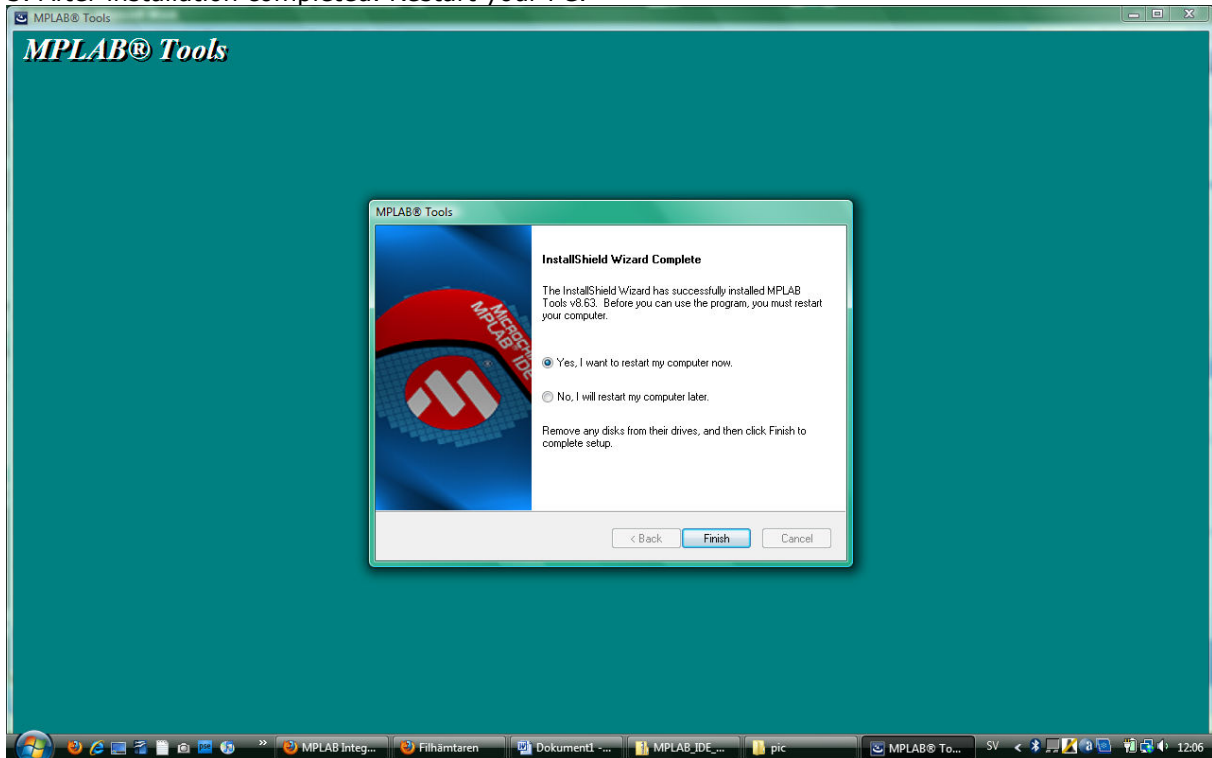 MPLAB® Tools
MPLAB® Tools
MPLAB® Tools
MICROCHIP
MPLAB® IDE
InstallShield Wizard Complete
The InstallShield Wizard has successfully installed MPLAB
Tools v8.63. Before you can use the program, you must restart
your computer.
Yes, I want to restart my computer now.
No, I will restart my computer later.
Remove any disks from their drives, and then click Finish to
complete setup.
< Back Finish Cancel
MPLAB Integ... Filhämtaren Dokument1 -... MPLAB_IDE_... pic MPLAB® To... SV 12:06